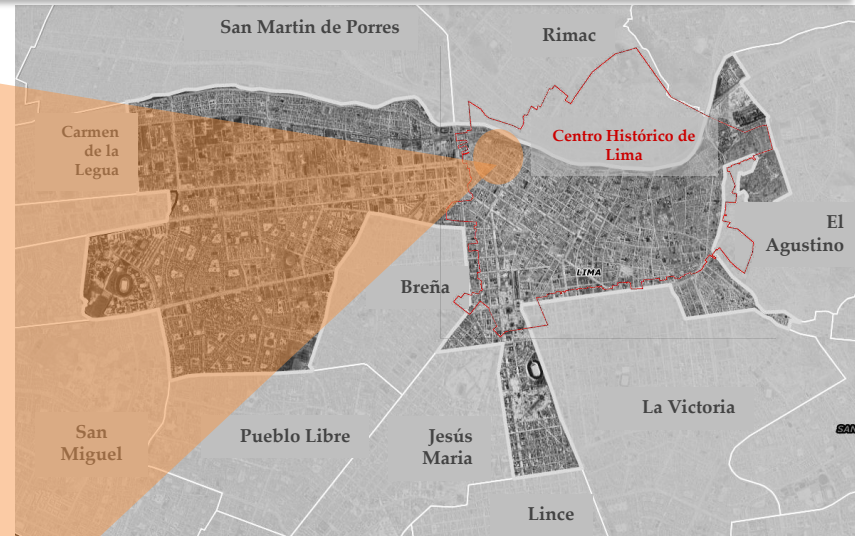 San Martin de Porres
Rimac
Carmen
de la
Legua
Centro Histórico de
Lima
El
Agustino
LIMA
Breña
La Victoria
San
Miguel
Pueblo Libre
Jesús
Maria
SAN
Lince